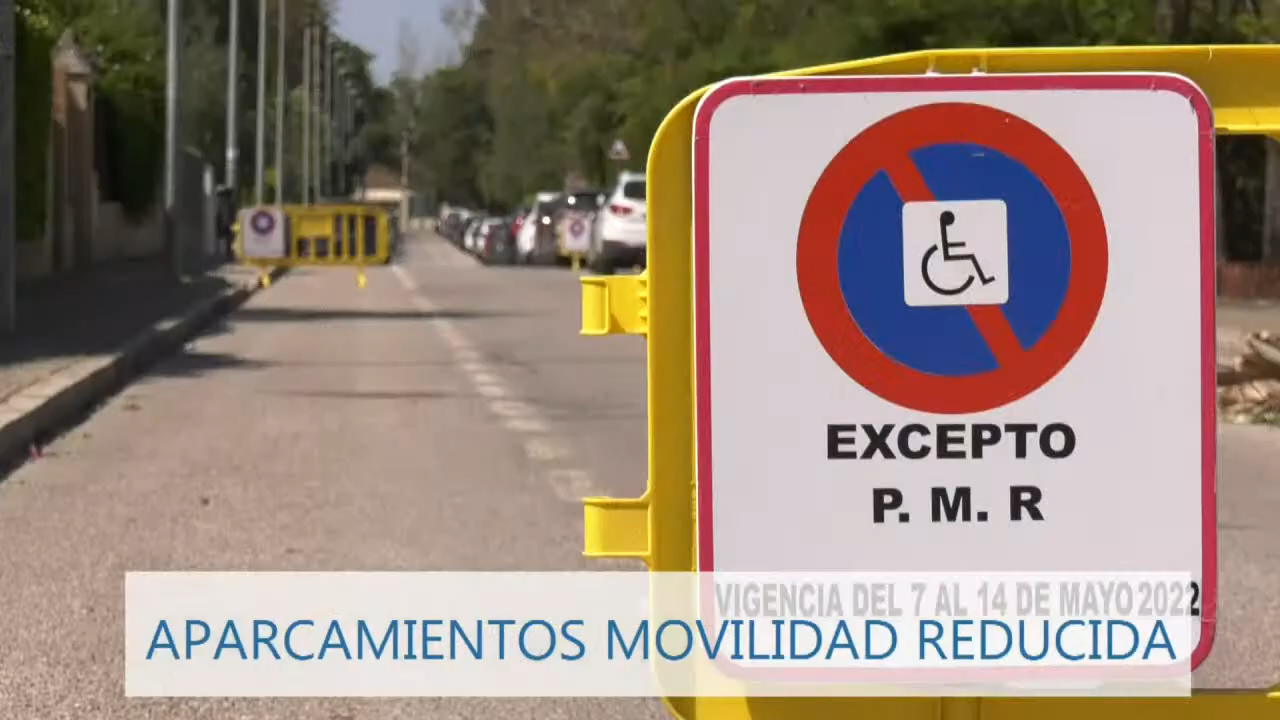 EXCEPTO
P. M. R
VIGENCIA DEL 7 AL 14 DE MAYO 2022
APARCAMIENTOS MOVILIDAD REDUCIDA